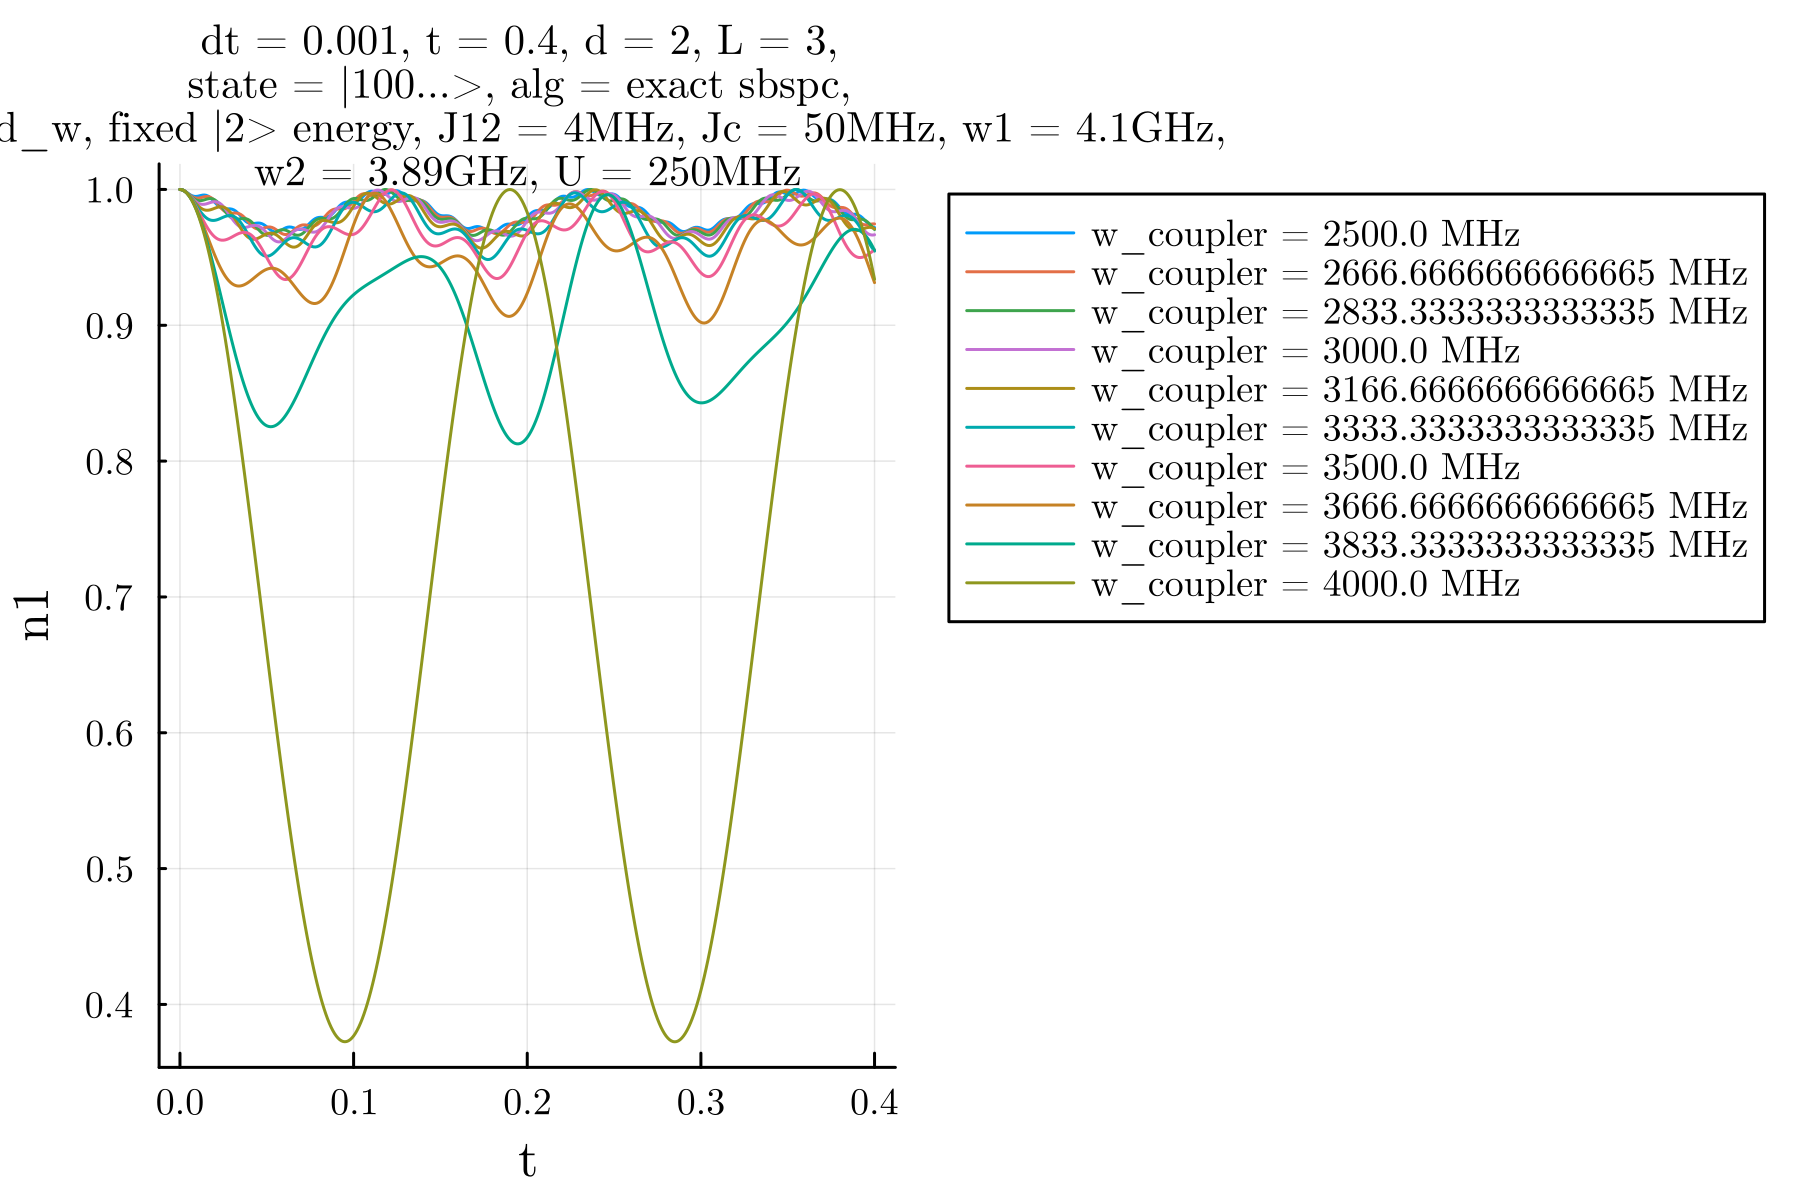 dt = 0.001, t = 0.4, d = 2, L = 3,
state = |100...>, alg = exact sbspc,
d_w, fixed |2> energy, J12 = 4MHz, Jc = 50MHz, w1 = 4.1GHz,
w2 = 3.89GHz, U = 250MHz
1.0
0.9
0.8
0.7
0.6
0.5
0.4
n1
0.0 0.1 0.2 0.3 0.4
t
w_coupler = 2500.0 MHz
w_coupler = 2666.6666666666665 MHz
w_coupler = 2833.3333333333335 MHz
w_coupler = 3000.0 MHz
w_coupler = 3166.6666666666665 MHz
w_coupler = 3333.3333333333335 MHz
w_coupler = 3500.0 MHz
w_coupler = 3666.6666666666665 MHz
w_coupler = 3833.3333333333335 MHz
w_coupler = 4000.0 MHz